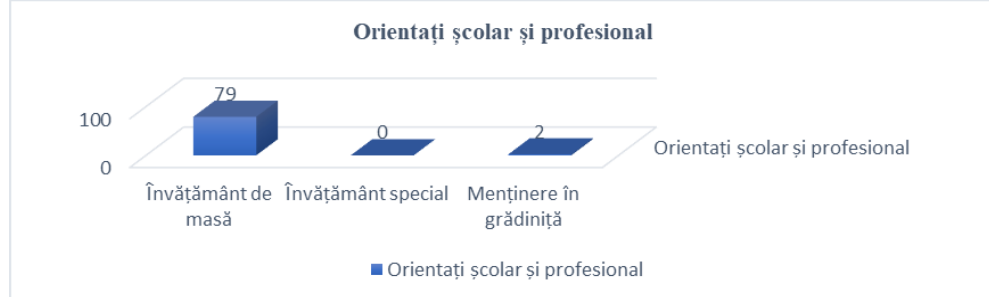 Orientați școlar și profesional
79
100
0
2
0
Orientați școlar și profesional
Învățământ de
masă
Învățământ special
Menținere în
grădiniță
Orientați școlar și profesional